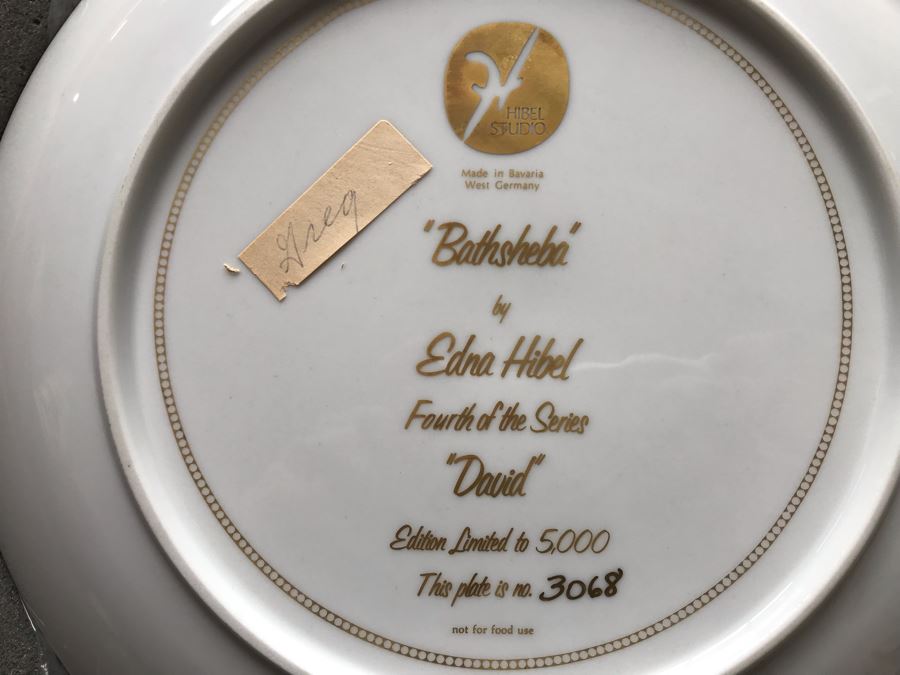 HIBEL
STUDIO
Made in Bavaria
West Germany
Greg
"Bathsheba"
by
Edna Hibel
Fourth of the Series
"David"
Edition Limited to 5,000
This plate is no. 3068
not for food use